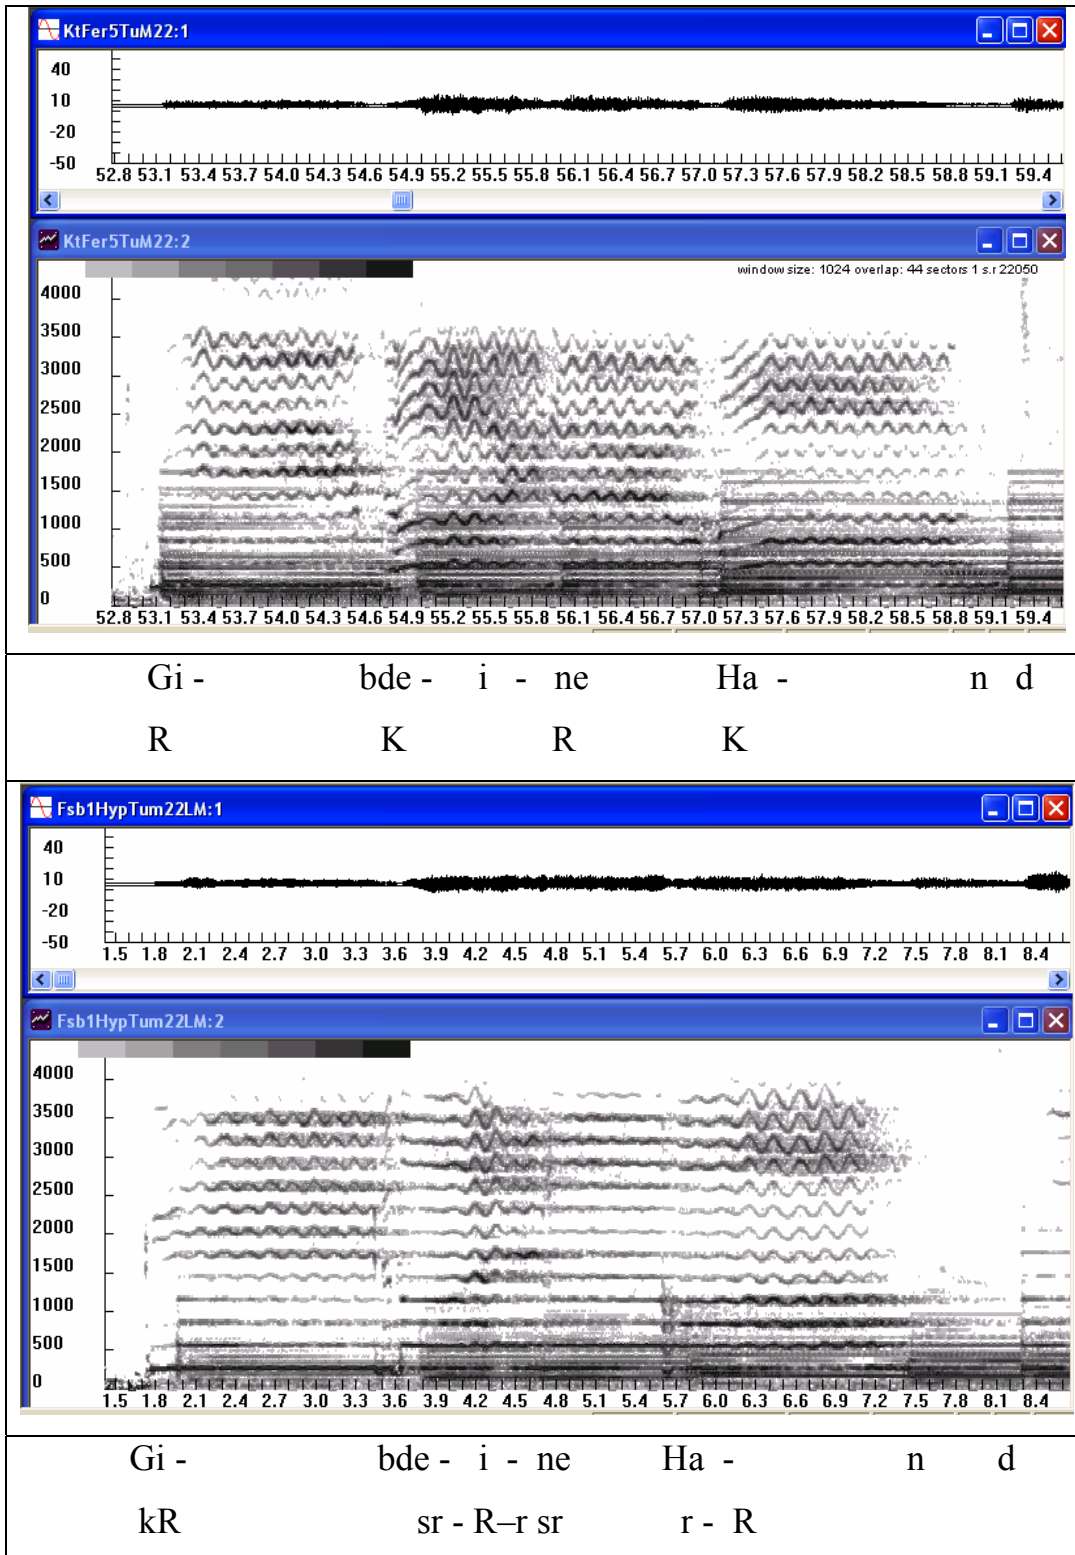 KtFer5TuM22:1
40
10
-20
-50
52.8 53.1 53.4 53.7 54.0 54.3 54.6 54.9 55.2 55.5 55.8 56.1 56.4 56.7 57.0 57.3 57.6 57.9 58.2 58.5 58.8 59.1 59.4
KtFer5TuM22:2
window size: 1024 overlap: 44 sectors 1 s.r 22050
4000
3500
3000
2500
2000
1500
1000
500
0
52.8 53.1 53.4 53.7 54.0 54.3 54.6 54.9 55.2 55.5 55.8 56.1 56.4 56.7 57.0 57.3 57.6 57.9 58.2 58.5 58.8 59.1 59.4
Gi - bde - i - ne Ha - n d
R K R K
Fsb1HypTum22LM:1
40
10
-20
-50
1.5 1.8 2.1 2.4 2.7 3.0 3.3 3.6 3.9 4.2 4.5 4.8 5.1 5.4 5.7 6.0 6.3 6.6 6.9 7.2 7.5 7.8 8.1 8.4
Fsb1HypTum22LM:2
4000
3500
3000
2500
2000
1500
1000
500
0
1.5 1.8 2.1 2.4 2.7 3.0 3.3 3.6 3.9 4.2 4.5 4.8 5.1 5.4 5.7 6.0 6.3 6.6 6.9 7.2 7.5 7.8 8.1 8.4
Gi - bde - i - ne Ha - n d
kR sr - R–r sr r - R